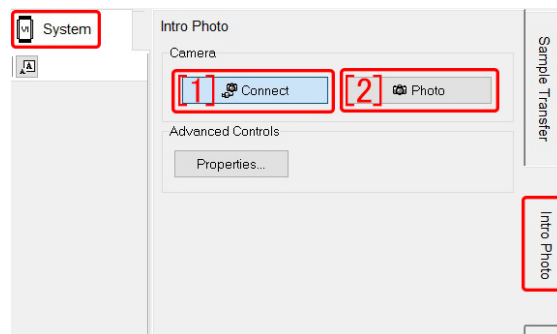 System
A
Intro Photo
Camera
[1] Connect
[2] Photo
Advanced Controls
Properties...
Sample Transfer
Intro Photo